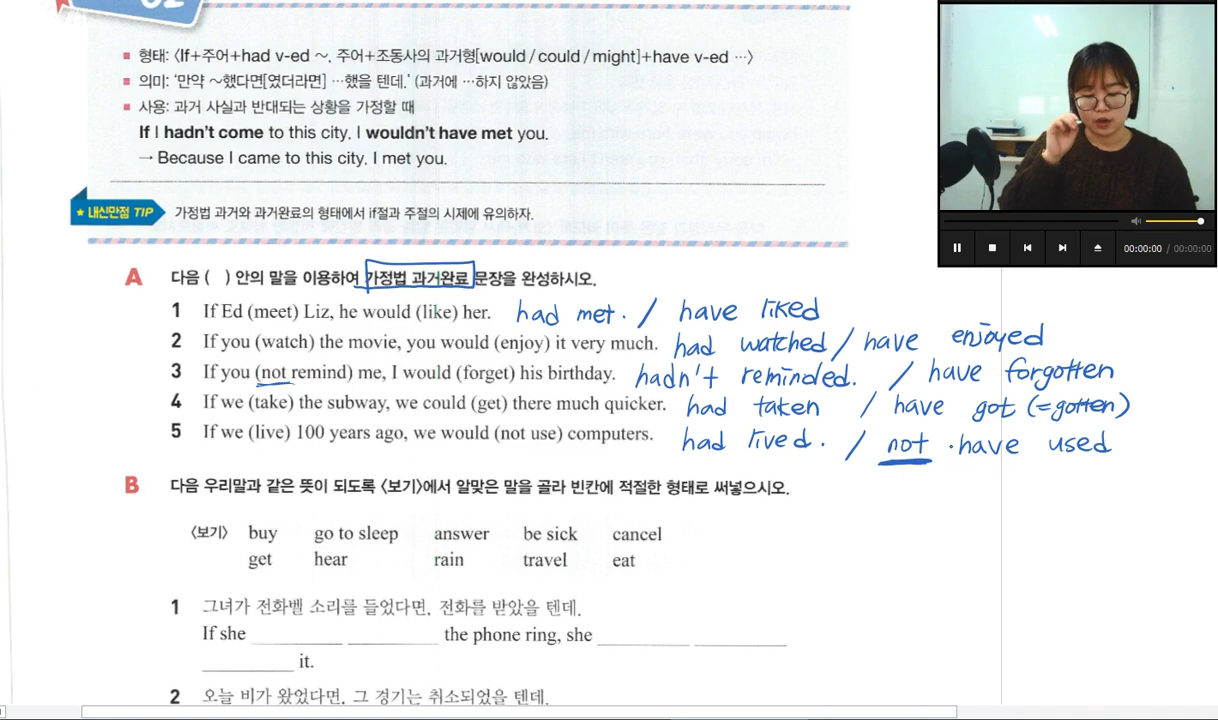 02
형태: 〈If+주어+had v-ed ~, 주어+조동사의 과거형[would / could / might]+have v-ed …〉
의미: '만약 ~했다면[였더라면] …했을 텐데.' (과거에 …하지 않았음)
사용: 과거 사실과 반대되는 상황을 가정할 때
If I hadn't come to this city, I wouldn't have met you.
→ Because I came to this city, I met you.
★ 내신만점 TIP 가정법 과거와 과거완료의 형태에서 if절과 주절의 시제에 유의하자.
A 다음 ( ) 안의 말을 이용하여 가정법 과거완료 문장을 완성하시오.
1 If Ed (meet) Liz, he would (like) her. had met. / have liked
2 If you (watch) the movie, you would (enjoy) it very much. had watched / have enjoyed
3 If you (not remind) me, I would (forget) his birthday. hadn't reminded. / have forgotten
4 If we (take) the subway, we could (get) there much quicker. had taken / have got (=gotten)
5 If we (live) 100 years ago, we would (not use) computers. had lived. / not have used
B 다음 우리말과 같은 뜻이 되도록 〈보기〉에서 알맞은 말을 골라 빈칸에 적절한 형태로 써넣으시오.
〈보기〉 buy go to sleep answer be sick cancel
get hear rain travel eat
1 그녀가 전화벨 소리를 들었다면, 전화를 받았을 텐데.
If she ________ ________ the phone ring, she ________ ________
________ it.
2 오늘 비가 왔었다면, 그 경기는 취소되었을 텐데.
00:00:00 / 00:00:00